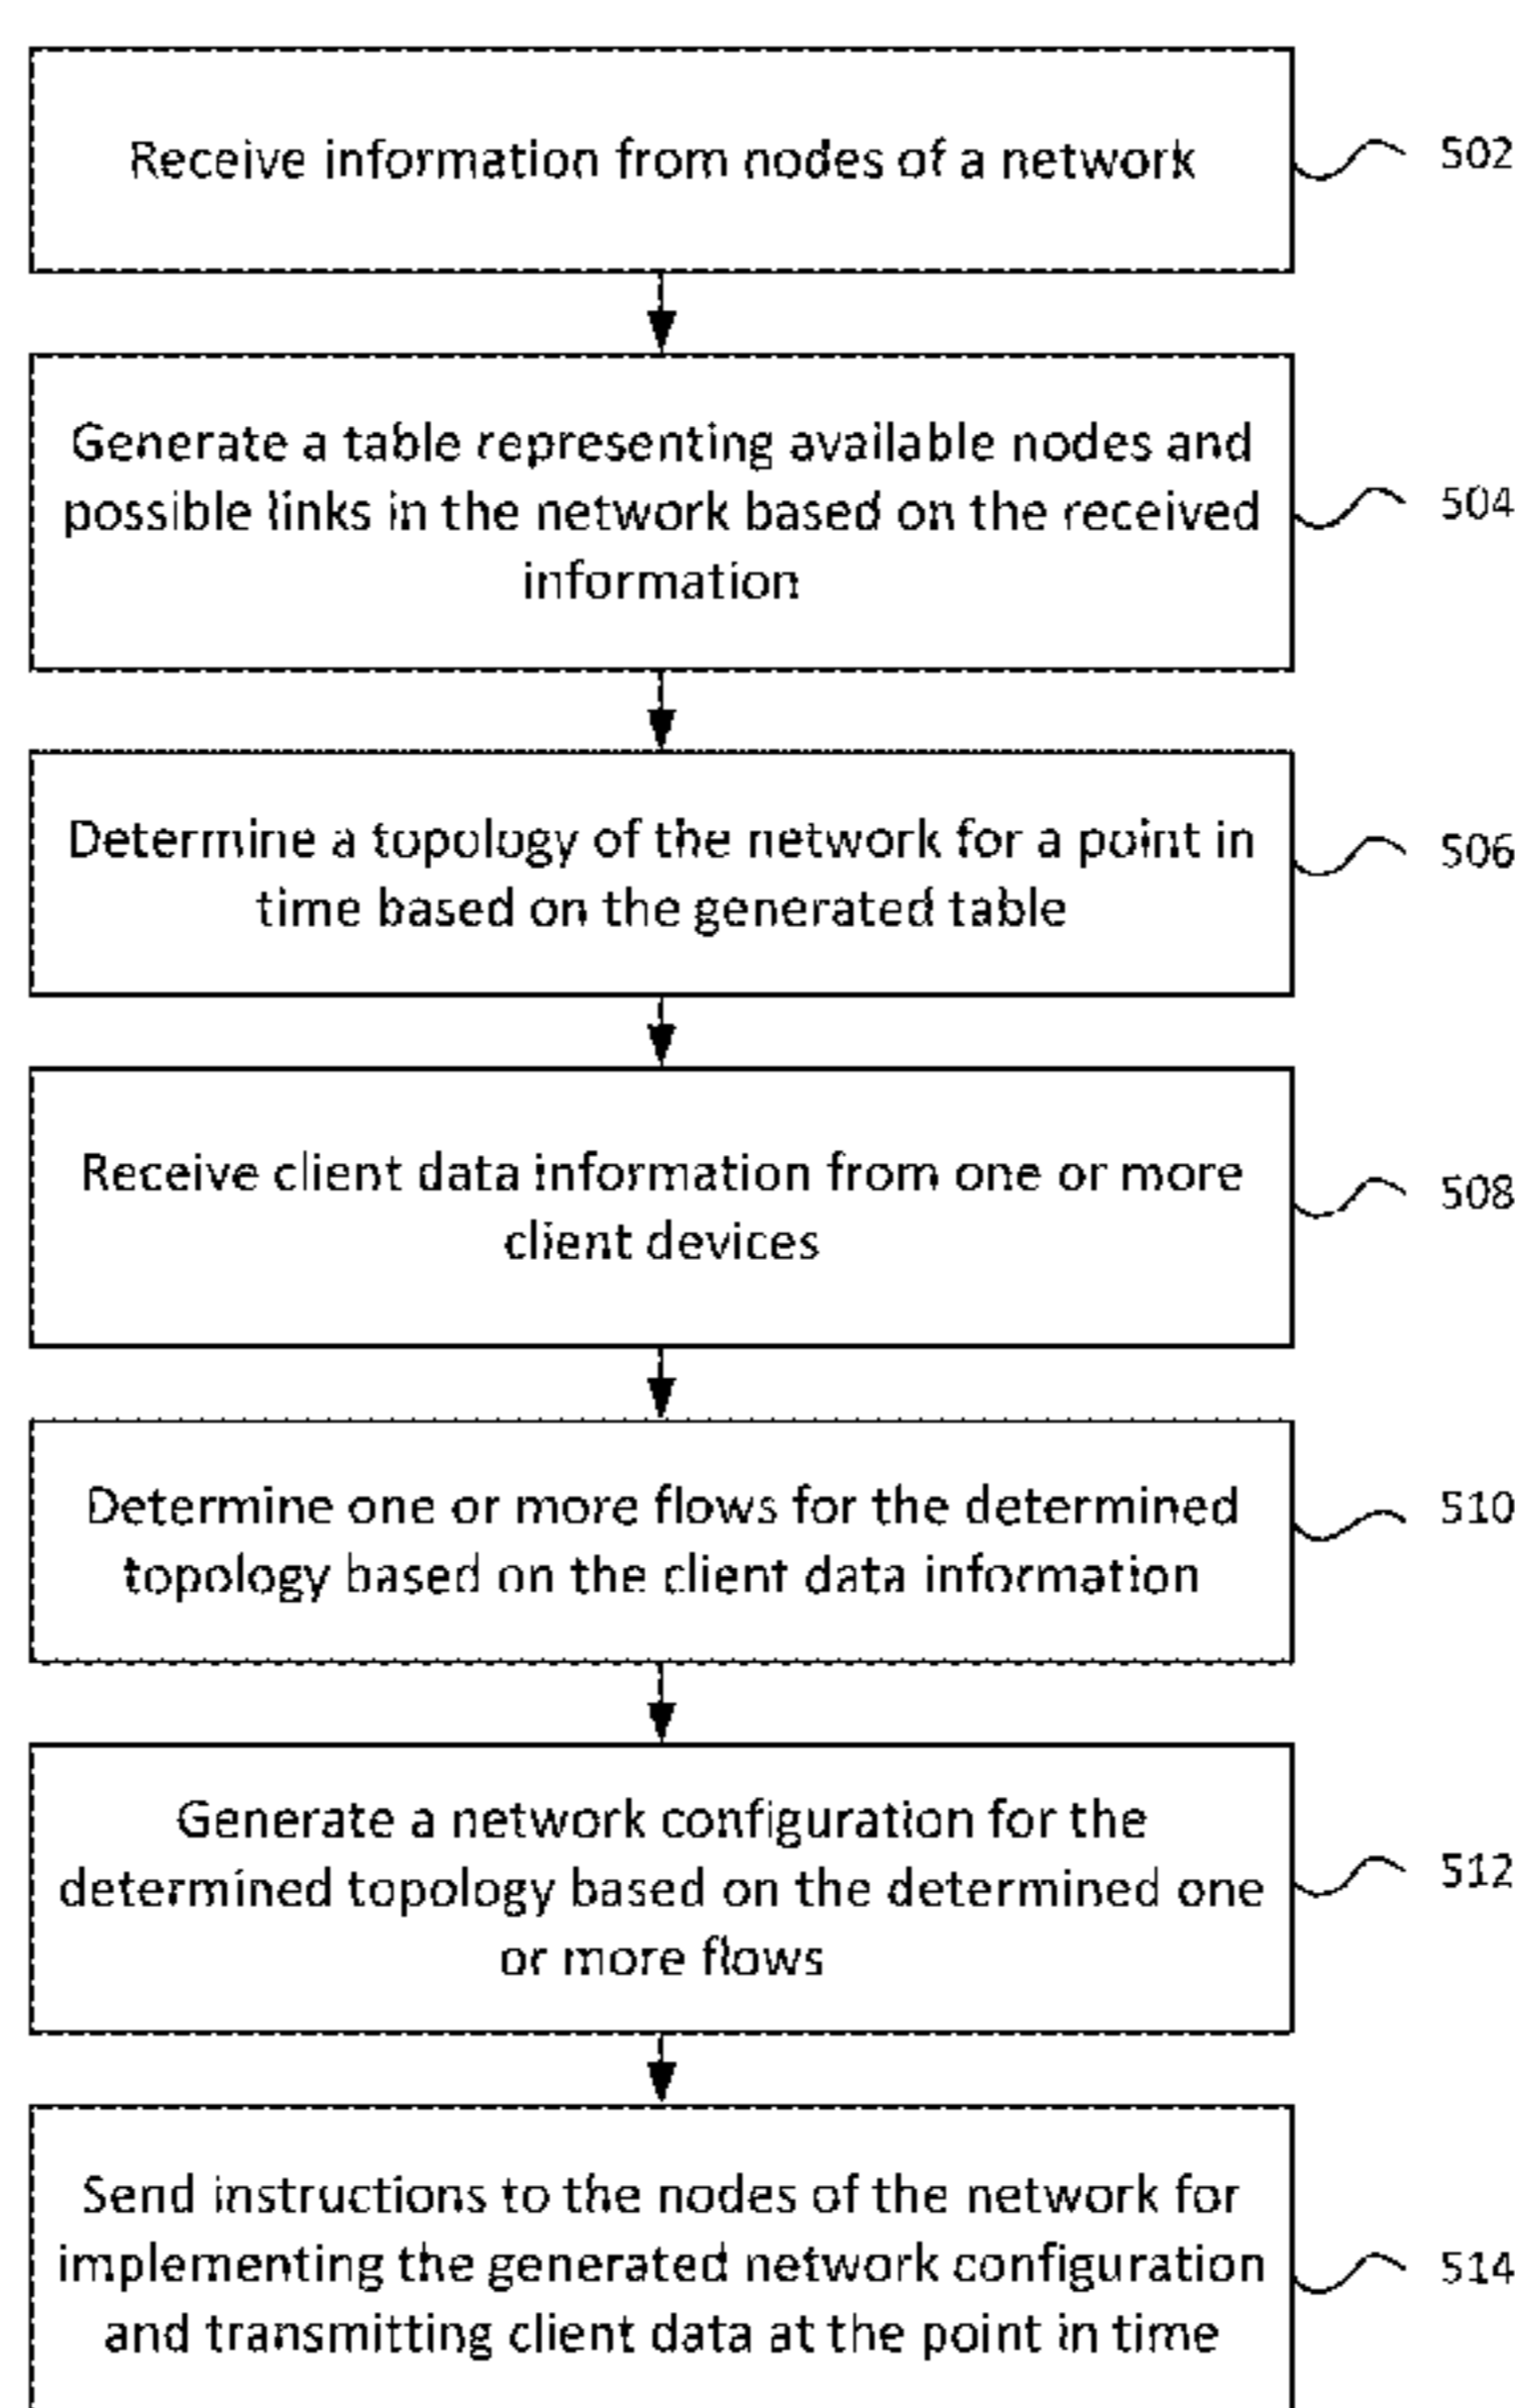 Receive information from nodes of a network
502
Generate a table representing available nodes and
possible links in the network based on the received
information
504
Determine a topology of the network for a point in
time based on the generated table
506
Receive client data information from one or more
client devices
508
Determine one or more flows for the determined
topology based on the client data information
510
Generate a network configuration for the
determined topology based on the determined one
or more flows
512
Send instructions to the nodes of the network for
implementing the generated network configuration
and transmitting client data at the point in time
514